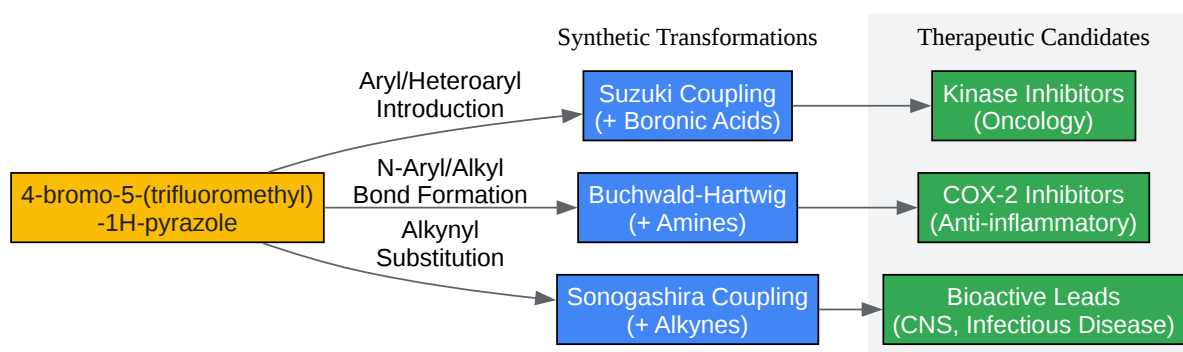 Synthetic Transformations
Therapeutic Candidates
Aryl/Heteroaryl
Introduction
Suzuki Coupling
(+ Boronic Acids)
Kinase Inhibitors
(Oncology)
4-bromo-5-(trifluoromethyl)
-1H-pyrazole
N-Aryl/Alkyl
Bond Formation
Buchwald-Hartwig
(+ Amines)
COX-2 Inhibitors
(Anti-inflammatory)
Alkynyl
Substitution
Sonogashira Coupling
(+ Alkynes)
Bioactive Leads
(CNS, Infectious Disease)